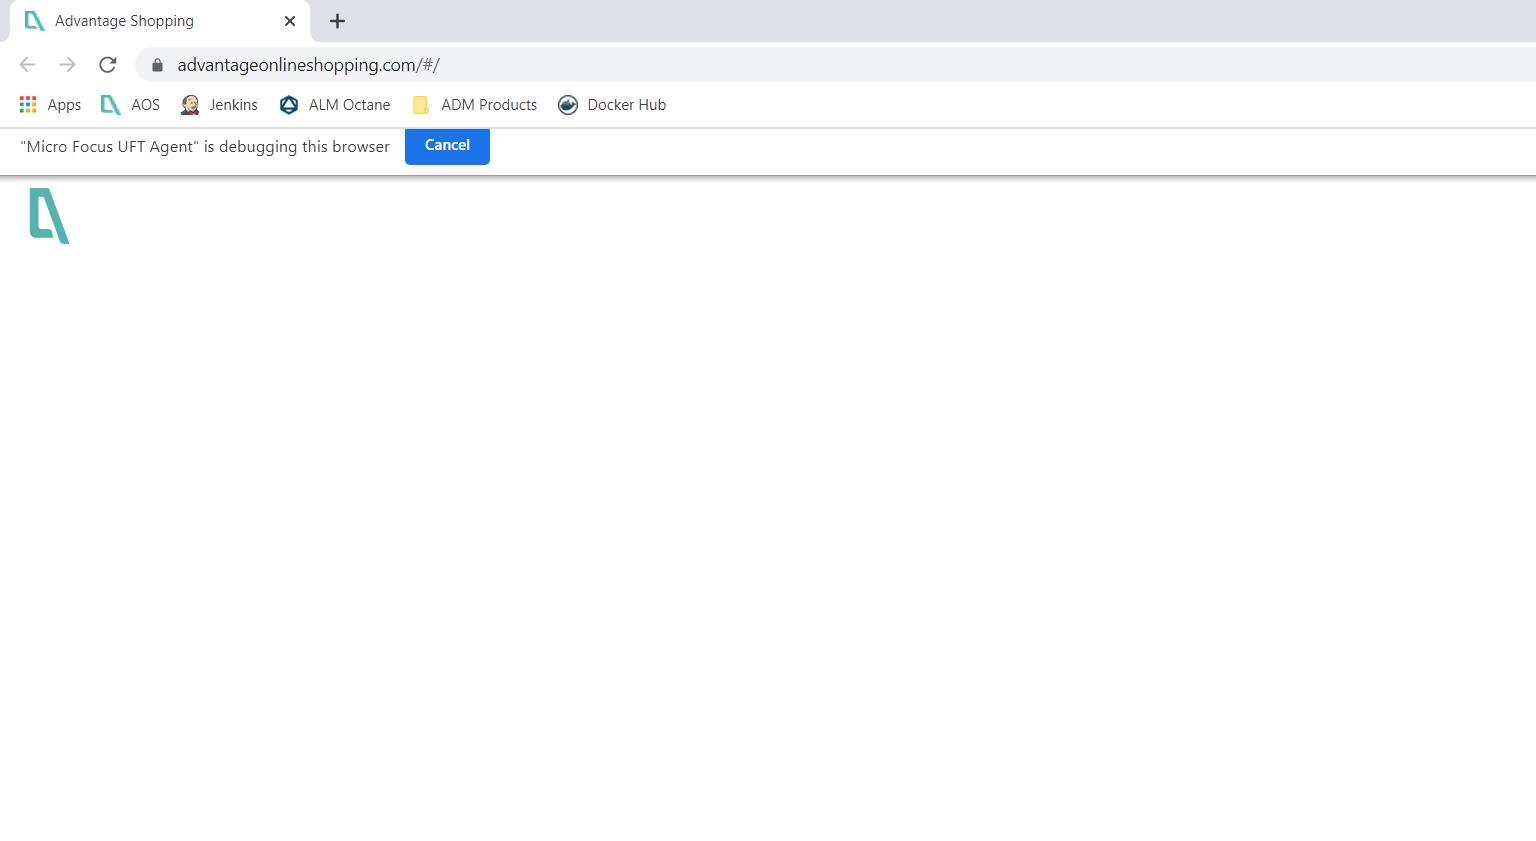 Advantage Shopping
advantageonlineshopping.com/#/
Apps AOS Jenkins ALM Octane ADM Products Docker Hub
"Micro Focus UFT Agent" is debugging this browser Cancel